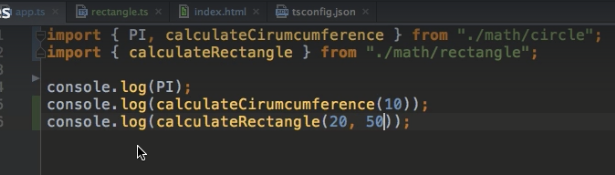 app.ts × rectangle.ts × index.html × tsconfig.json ×
import { PI, calculateCirumcumference } from "./math/circle";
import { calculateRectangle } from "./math/rectangle";
console.log(PI);
console.log(calculateCirumcumference(10));
console.log(calculateRectangle(20, 50));